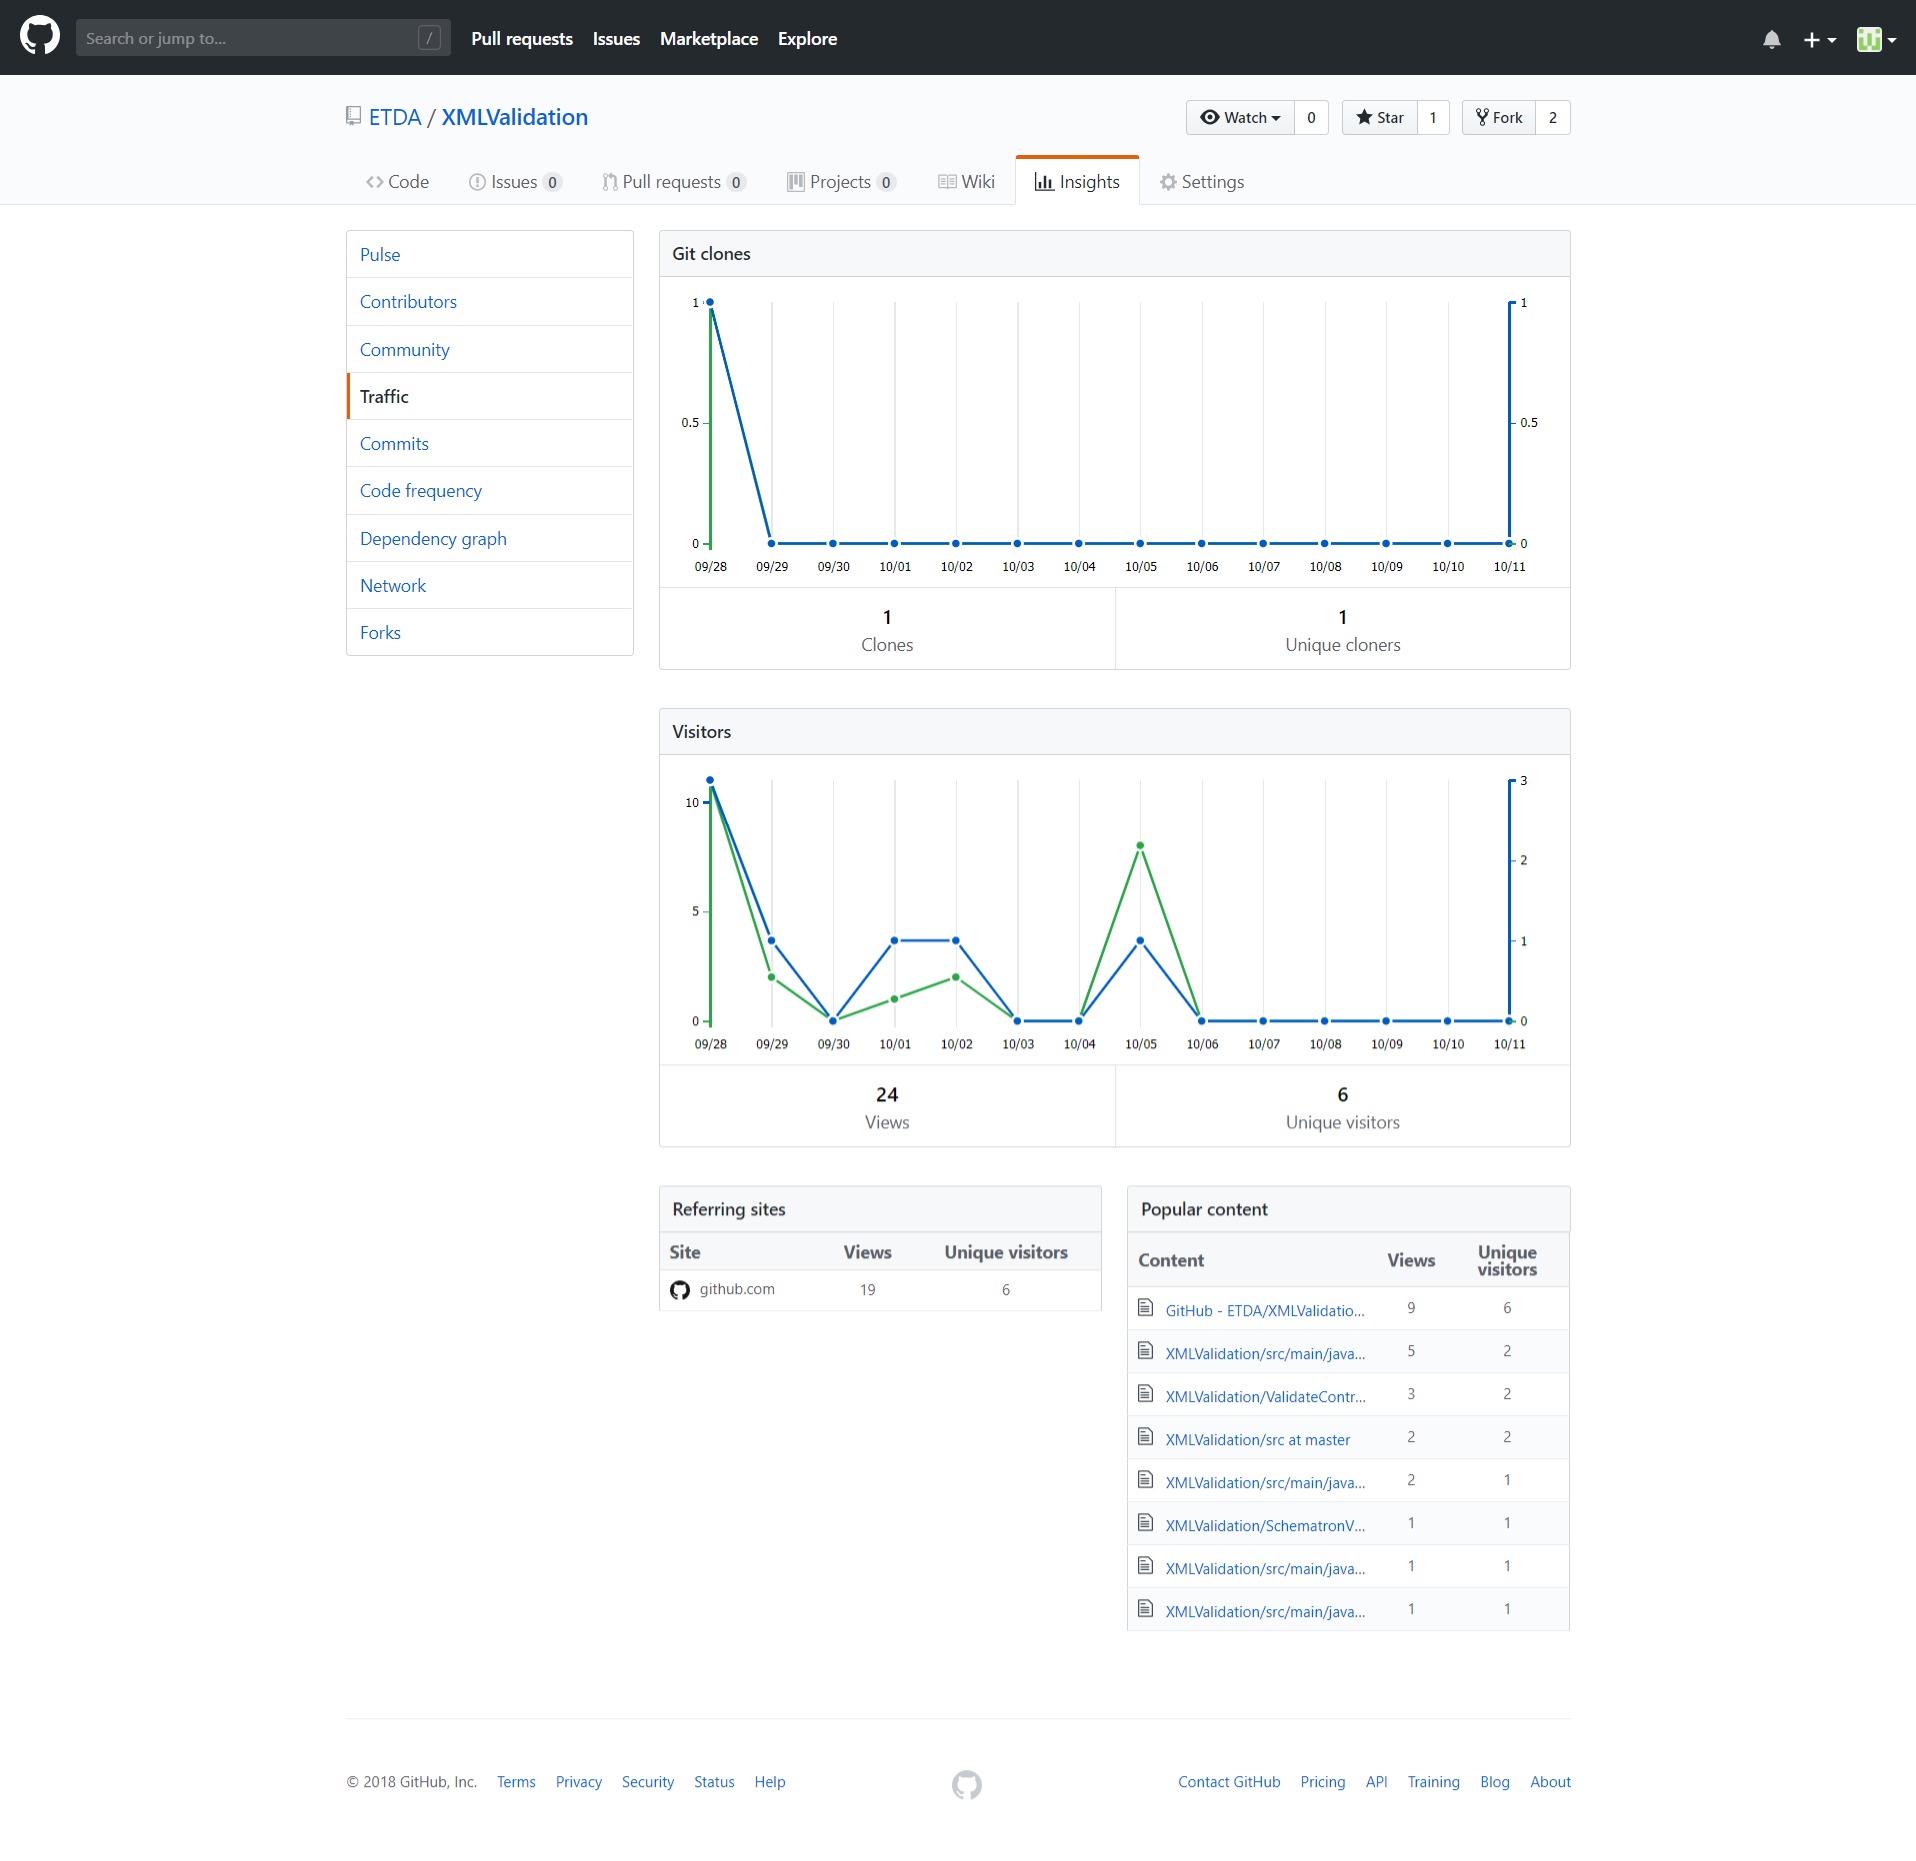 Search or jump to... /
Pull requests Issues Marketplace Explore
ETDA / XMLValidation
Watch 0 Star 1 Fork 2
Code Issues 0 Pull requests 0 Projects 0 Wiki Insights Settings
Pulse
Contributors
Community
Traffic
Commits
Code frequency
Dependency graph
Network
Forks
Git clones
1 1
0.5 0.5
0 0
09/28 09/29 09/30 10/01 10/02 10/03 10/04 10/05 10/06 10/07 10/08 10/09 10/10 10/11
1 1
Clones Unique cloners
Visitors
3
10
2
5
1
0 0
09/28 09/29 09/30 10/01 10/02 10/03 10/04 10/05 10/06 10/07 10/08 10/09 10/10 10/11
24 6
Views Unique visitors
Referring sites
Site Views Unique visitors
github.com 19 6
Popular content
Content Views Unique visitors
GitHub - ETDA/XMLValidatio... 9 6
XMLValidation/src/main/java... 5 2
XMLValidation/ValidateContr... 3 2
XMLValidation/src at master 2 2
XMLValidation/src/main/java... 2 1
XMLValidation/SchematronV... 1 1
XMLValidation/src/main/java... 1 1
XMLValidation/src/main/java... 1 1
© 2018 GitHub, Inc. Terms Privacy Security Status Help
Contact GitHub Pricing API Training Blog About